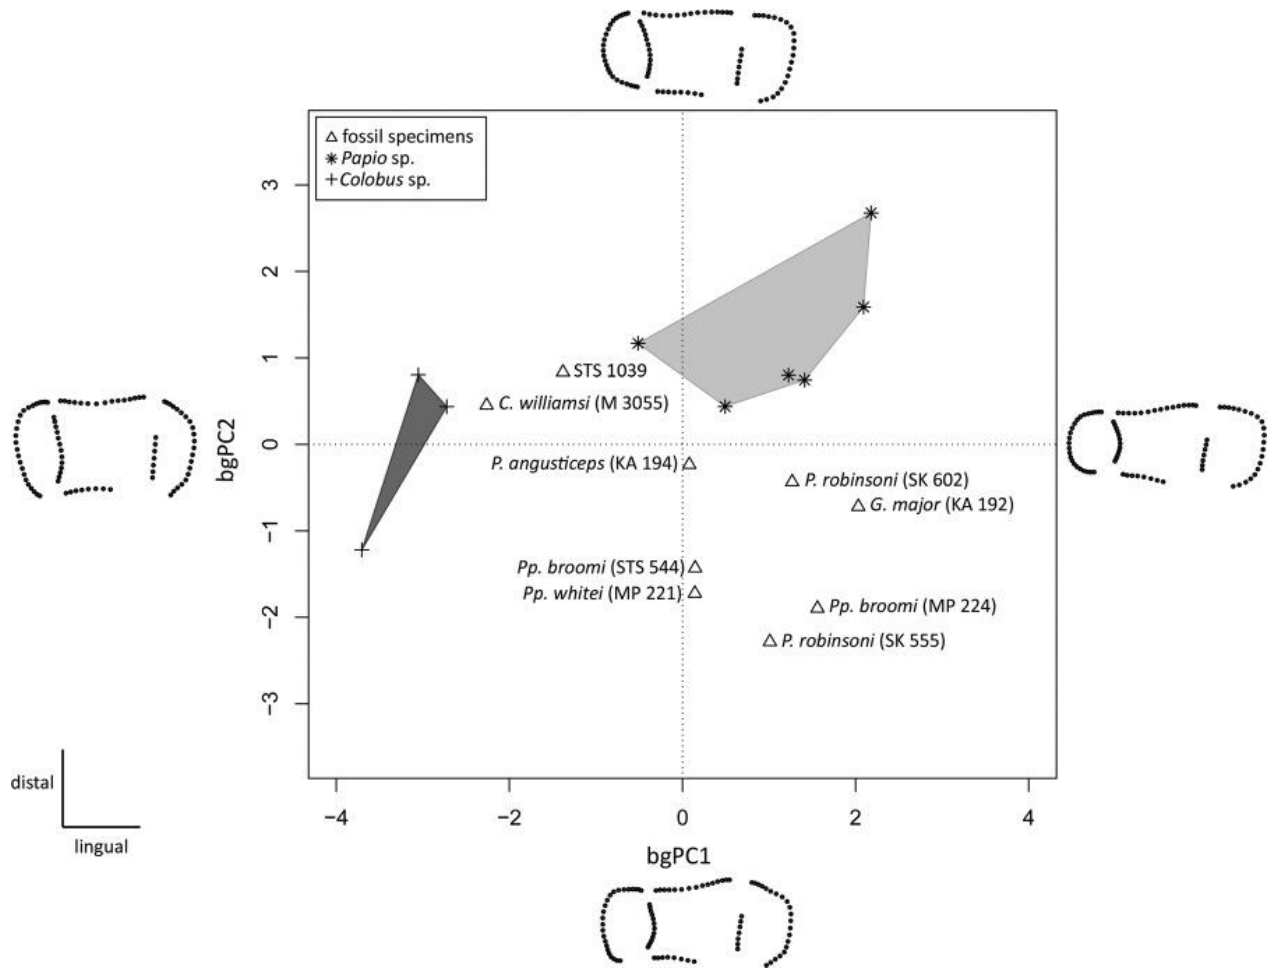 △ fossil specimens
✳ Papio sp.
+ Colobus sp.
3
2
1
0
−1
−2
−3
bgPC2
STS 1039
C. williamsi (M 3055)
P. angusticeps (KA 194)
P. robinsoni (SK 602)
G. major (KA 192)
Pp. broomi (STS 544)
Pp. whitei (MP 221)
Pp. broomi (MP 224)
P. robinsoni (SK 555)
distal
lingual
−4 −2 0 2 4
bgPC1